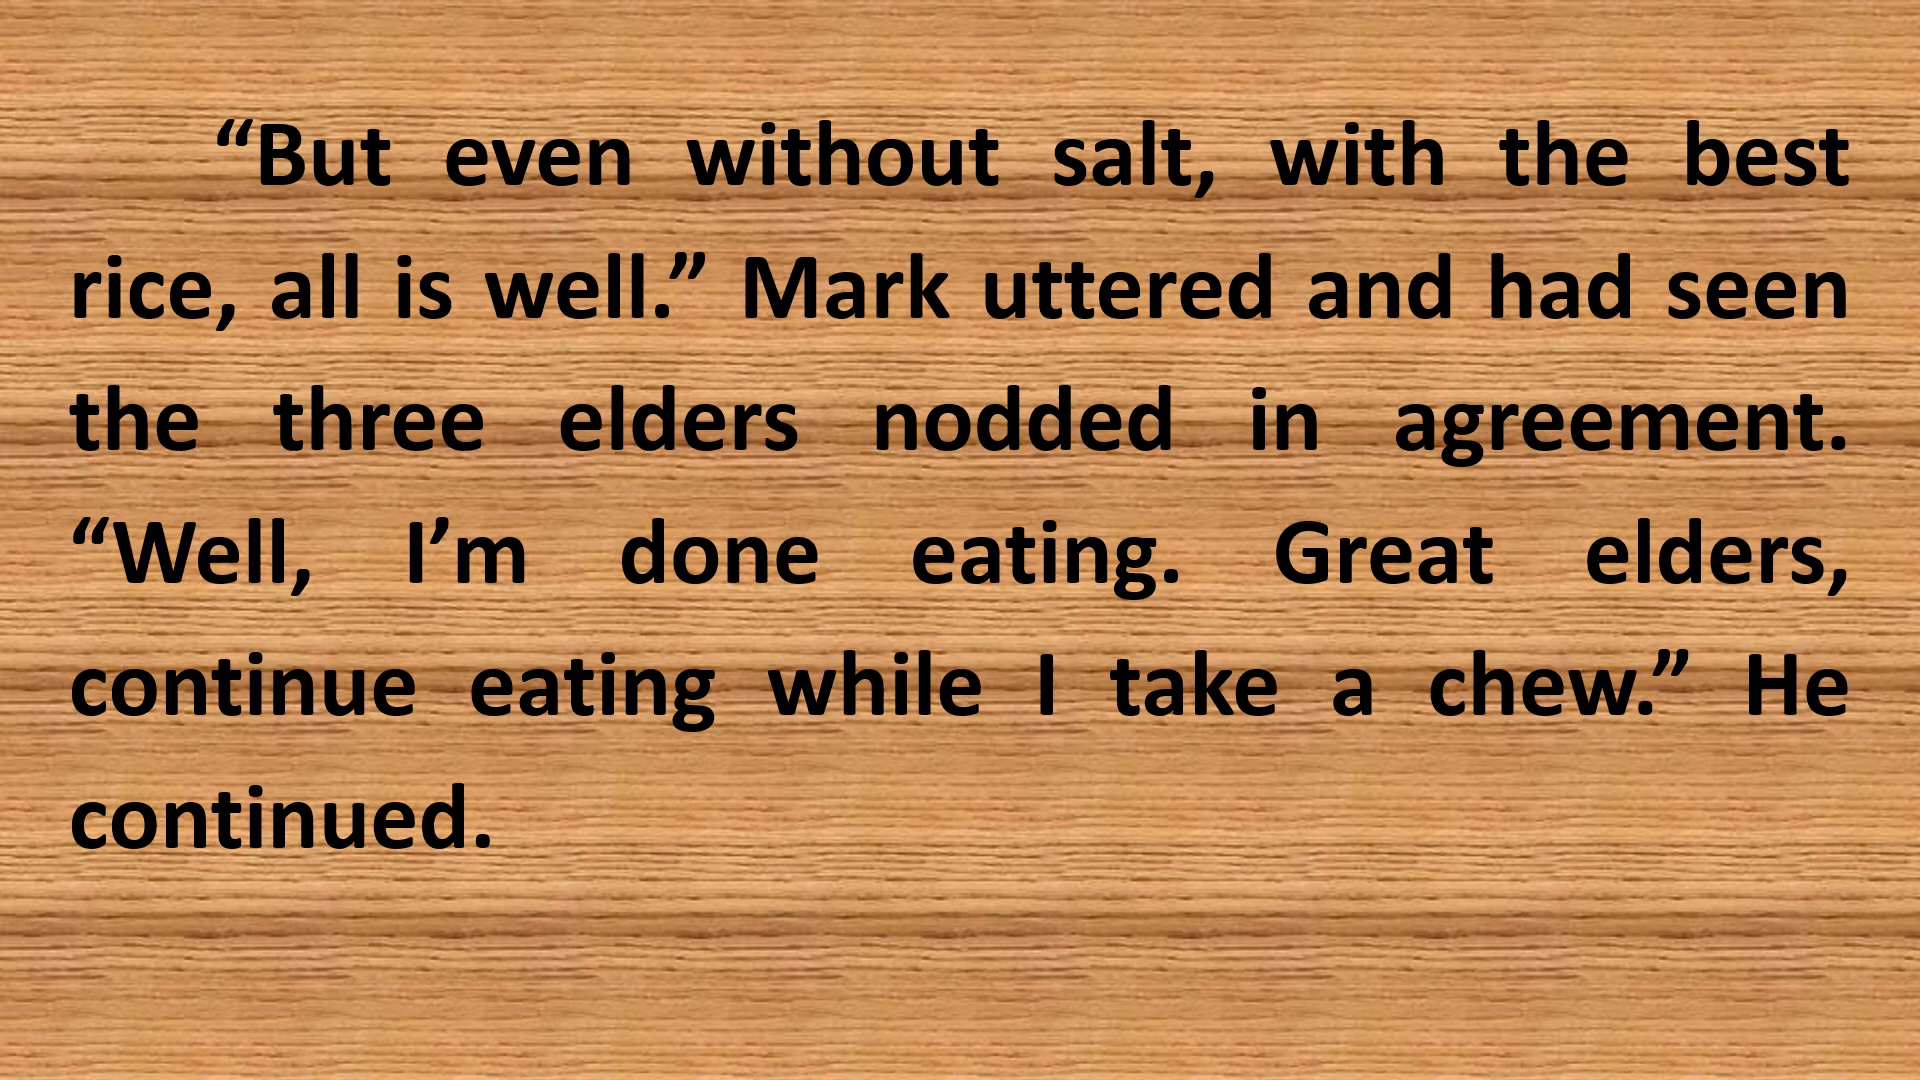 “But even without salt, with the best
rice, all is well.” Mark uttered and had seen
the three elders nodded in agreement.
“Well, I’m done eating. Great elders,
continue eating while I take a chew.” He
continued.